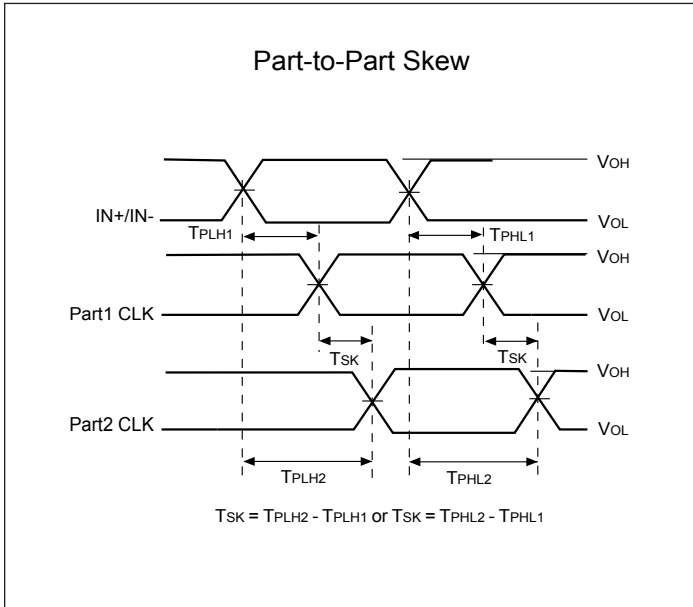 Part-to-Part Skew
VOH
IN+/IN-
VOL
TPLH1
TPHL1
VOH
Part1 CLK
VOL
TSK
TSK
VOH
Part2 CLK
VOL
TPLH2
TPHL2
TSK = TPLH2 - TPLH1 or TSK = TPHL2 - TPHL1